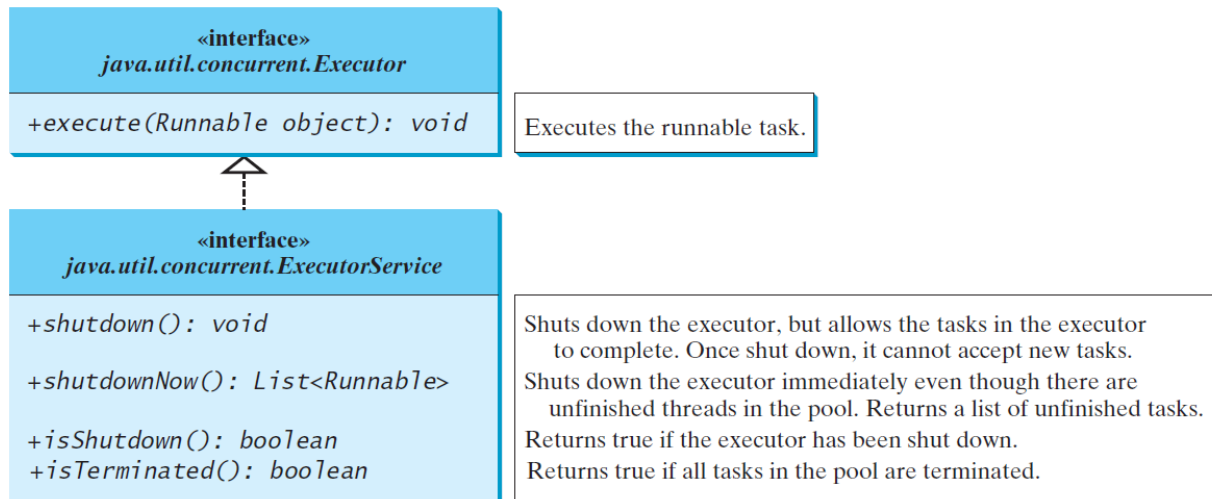 «interface»
java.util.concurrent.Executor
+execute(Runnable object): void
Executes the runnable task.
«interface»
java.util.concurrent.ExecutorService
+shutdown(): void
Shuts down the executor, but allows the tasks in the executor
to complete. Once shut down, it cannot accept new tasks.
+shutdownNow(): List<Runnable>
Shuts down the executor immediately even though there are
unfinished threads in the pool. Returns a list of unfinished tasks.
+isShutdown(): boolean
Returns true if the executor has been shut down.
+isTerminated(): boolean
Returns true if all tasks in the pool are terminated.